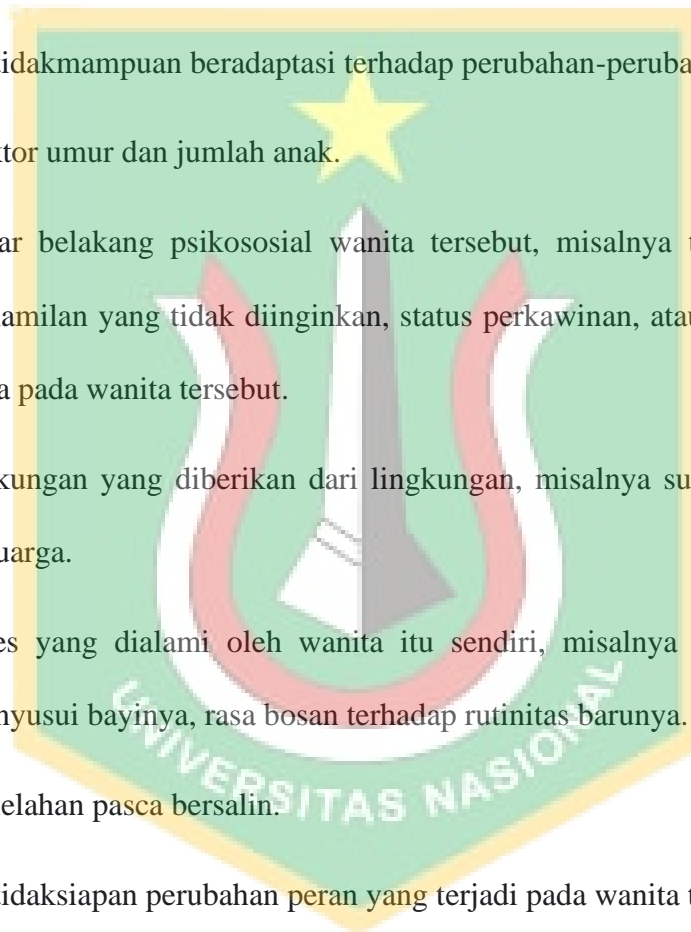 tidakmampuan beradaptasi terhadap perubahan-peruba
ktor umur dan jumlah anak.
ar belakang psikososial wanita tersebut, misalnya t
amilan yang tidak diinginkan, status perkawinan, atau
a pada wanita tersebut.
kungan yang diberikan dari lingkungan, misalnya su
uarga.
es yang dialami oleh wanita itu sendiri, misalnya
nyusui bayinya, rasa bosan terhadap rutinitas barunya.
elahan pasca bersalin.
tidaksiapan perubahan peran yang terjadi pada wanita t
UNIVERSITAS NASIONAL